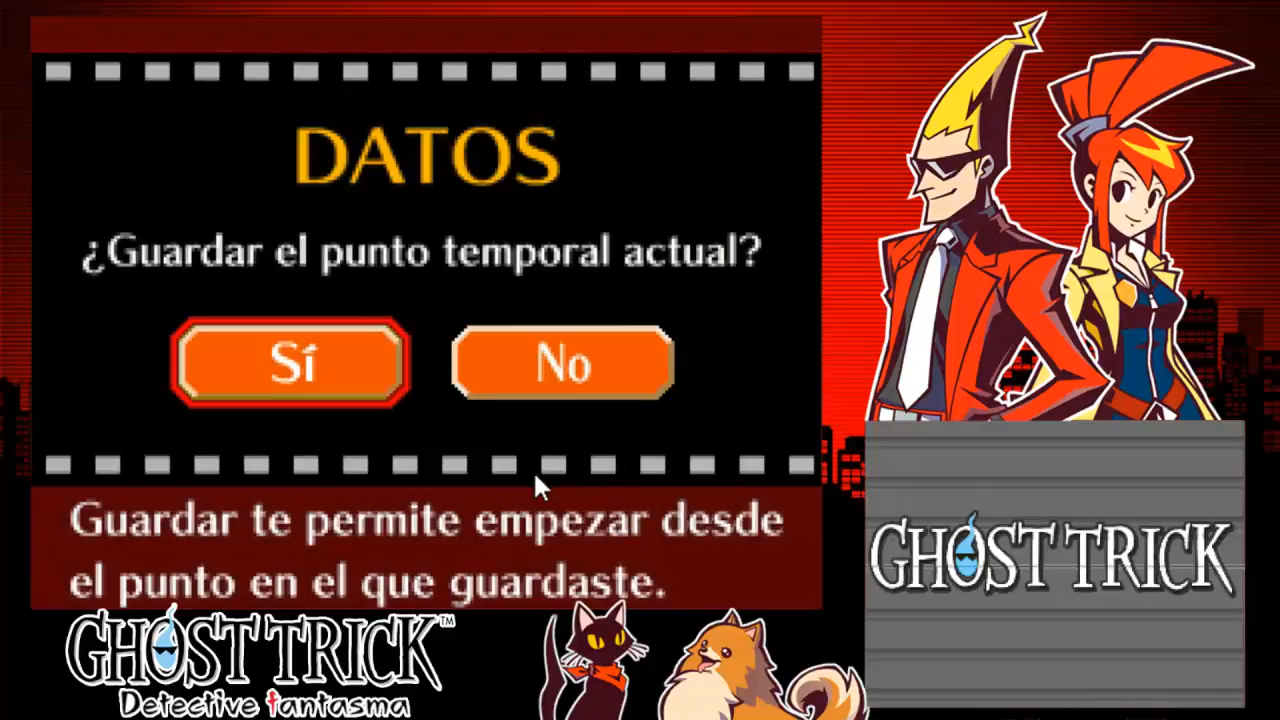 DATOS
¿Guardar el punto temporal actual?
Sí
No
Guardar te permite empezar desde
el punto en el que guardaste.
GHOST TRICK
GHOST TRICK™
Detective fantasma